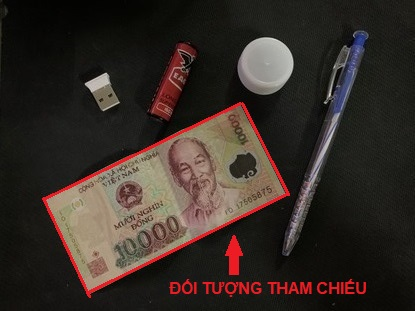 CỘNG HÒA XÃ HỘI CHỦ NGHĨA
VIỆT NAM
10000
MƯỜI NGHÌN
ĐỒNG
10.000
ĐỐI TƯỢNG THAM CHIẾU